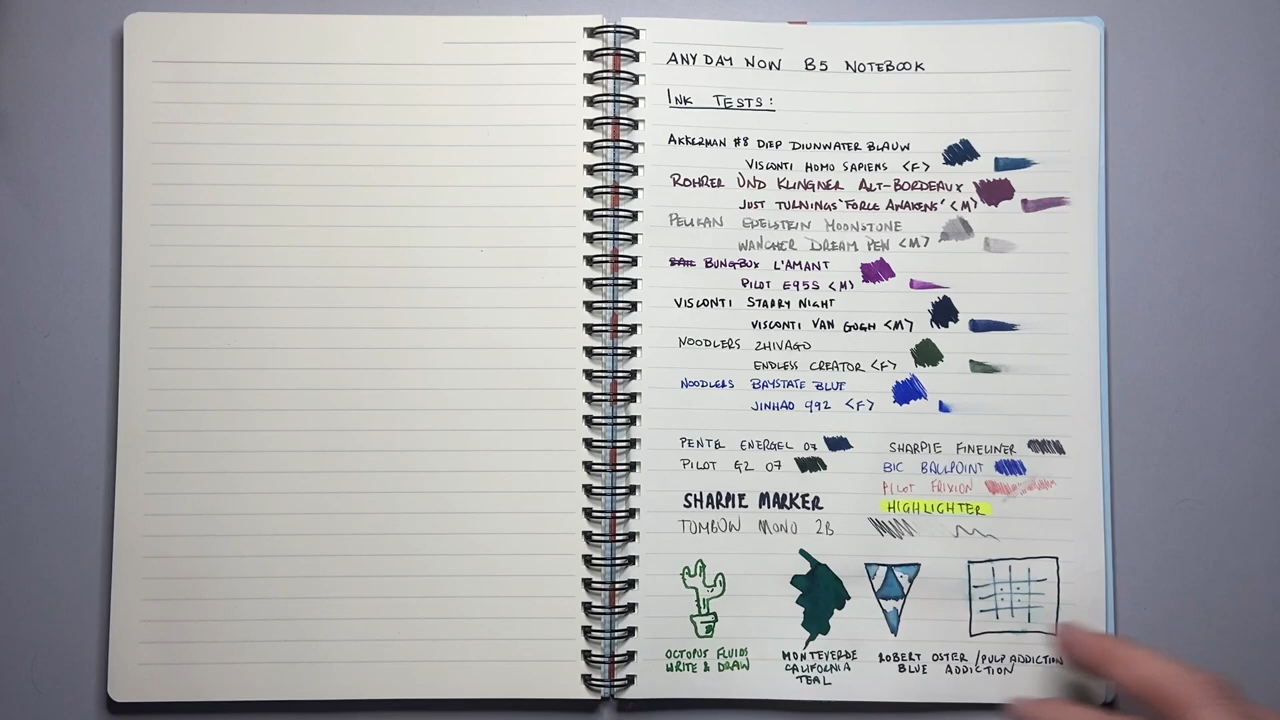 ANY DAY NOW B5 NOTEBOOK
INK TESTS:
AKKERMAN #8 DIEP DIUNWATER BLAUW
VISCONTI HOMO SAPIENS <F>
ROHRER UND KLINGNER ALT-BORDEAUX
JUST TURNINGS 'FORCE AWAKENS' <M>
PELIKAN EDELSTEIN MOONSTONE
WANCHER DREAM PEN <M>
BUNGBOX L'AMANT
PILOT E95S <M>
VISCONTI STARRY NIGHT
VISCONTI VAN GOGH <M>
NOODLERS ZHIVAGO
ENDLESS CREATOR <F>
NOODLERS BAYSTATE BLUE
JINHAO 992 <F>
PENTEL ENERGEL 07
SHARPIE FINELINER
PILOT G2 07
BIC BALLPOINT
PILOT FRIXION
SHARPIE MARKER
HIGHLIGHTER
TOMBOW MONO 2B
OCTOPUS FLUIDS
WRITE & DRAW
MONTEVERDE
CALIFORNIA
TEAL
ROBERT OSTER / PULP ADDICTION
BLUE ADDICTION